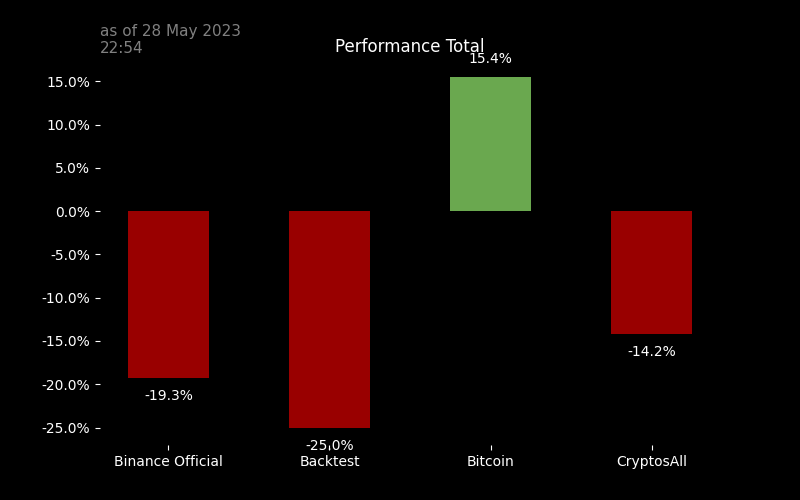 as of 28 May 2023
22:54
Performance Total
15.4%
15.0%
10.0%
5.0%
0.0%
-5.0%
-10.0%
-15.0%
-20.0%
-25.0%
-19.3%
-25.0%
-14.2%
Binance Official
Backtest
Bitcoin
CryptosAll